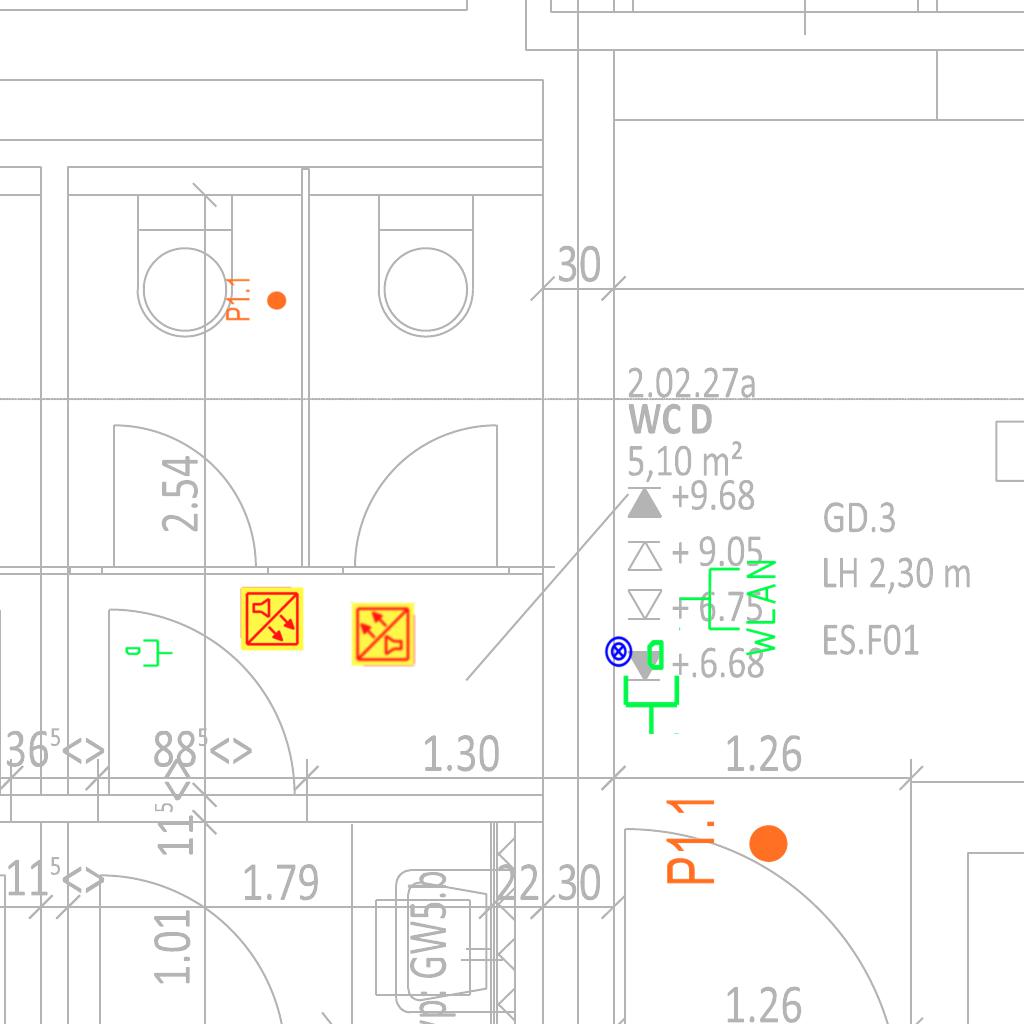 30
P1.1
2.02.27a
WC D
5,10 m²
+9.68
2.54
GD.3
+ 9.05
LH 2,30 m
+ 6.75
WLAN
ES.F01
+.6.68
36⁵<>
88⁵<>
1.30
1.26
11⁵<>
P1.1
11⁵<>
1.79
22
30
1.01
GW5.b
1.26